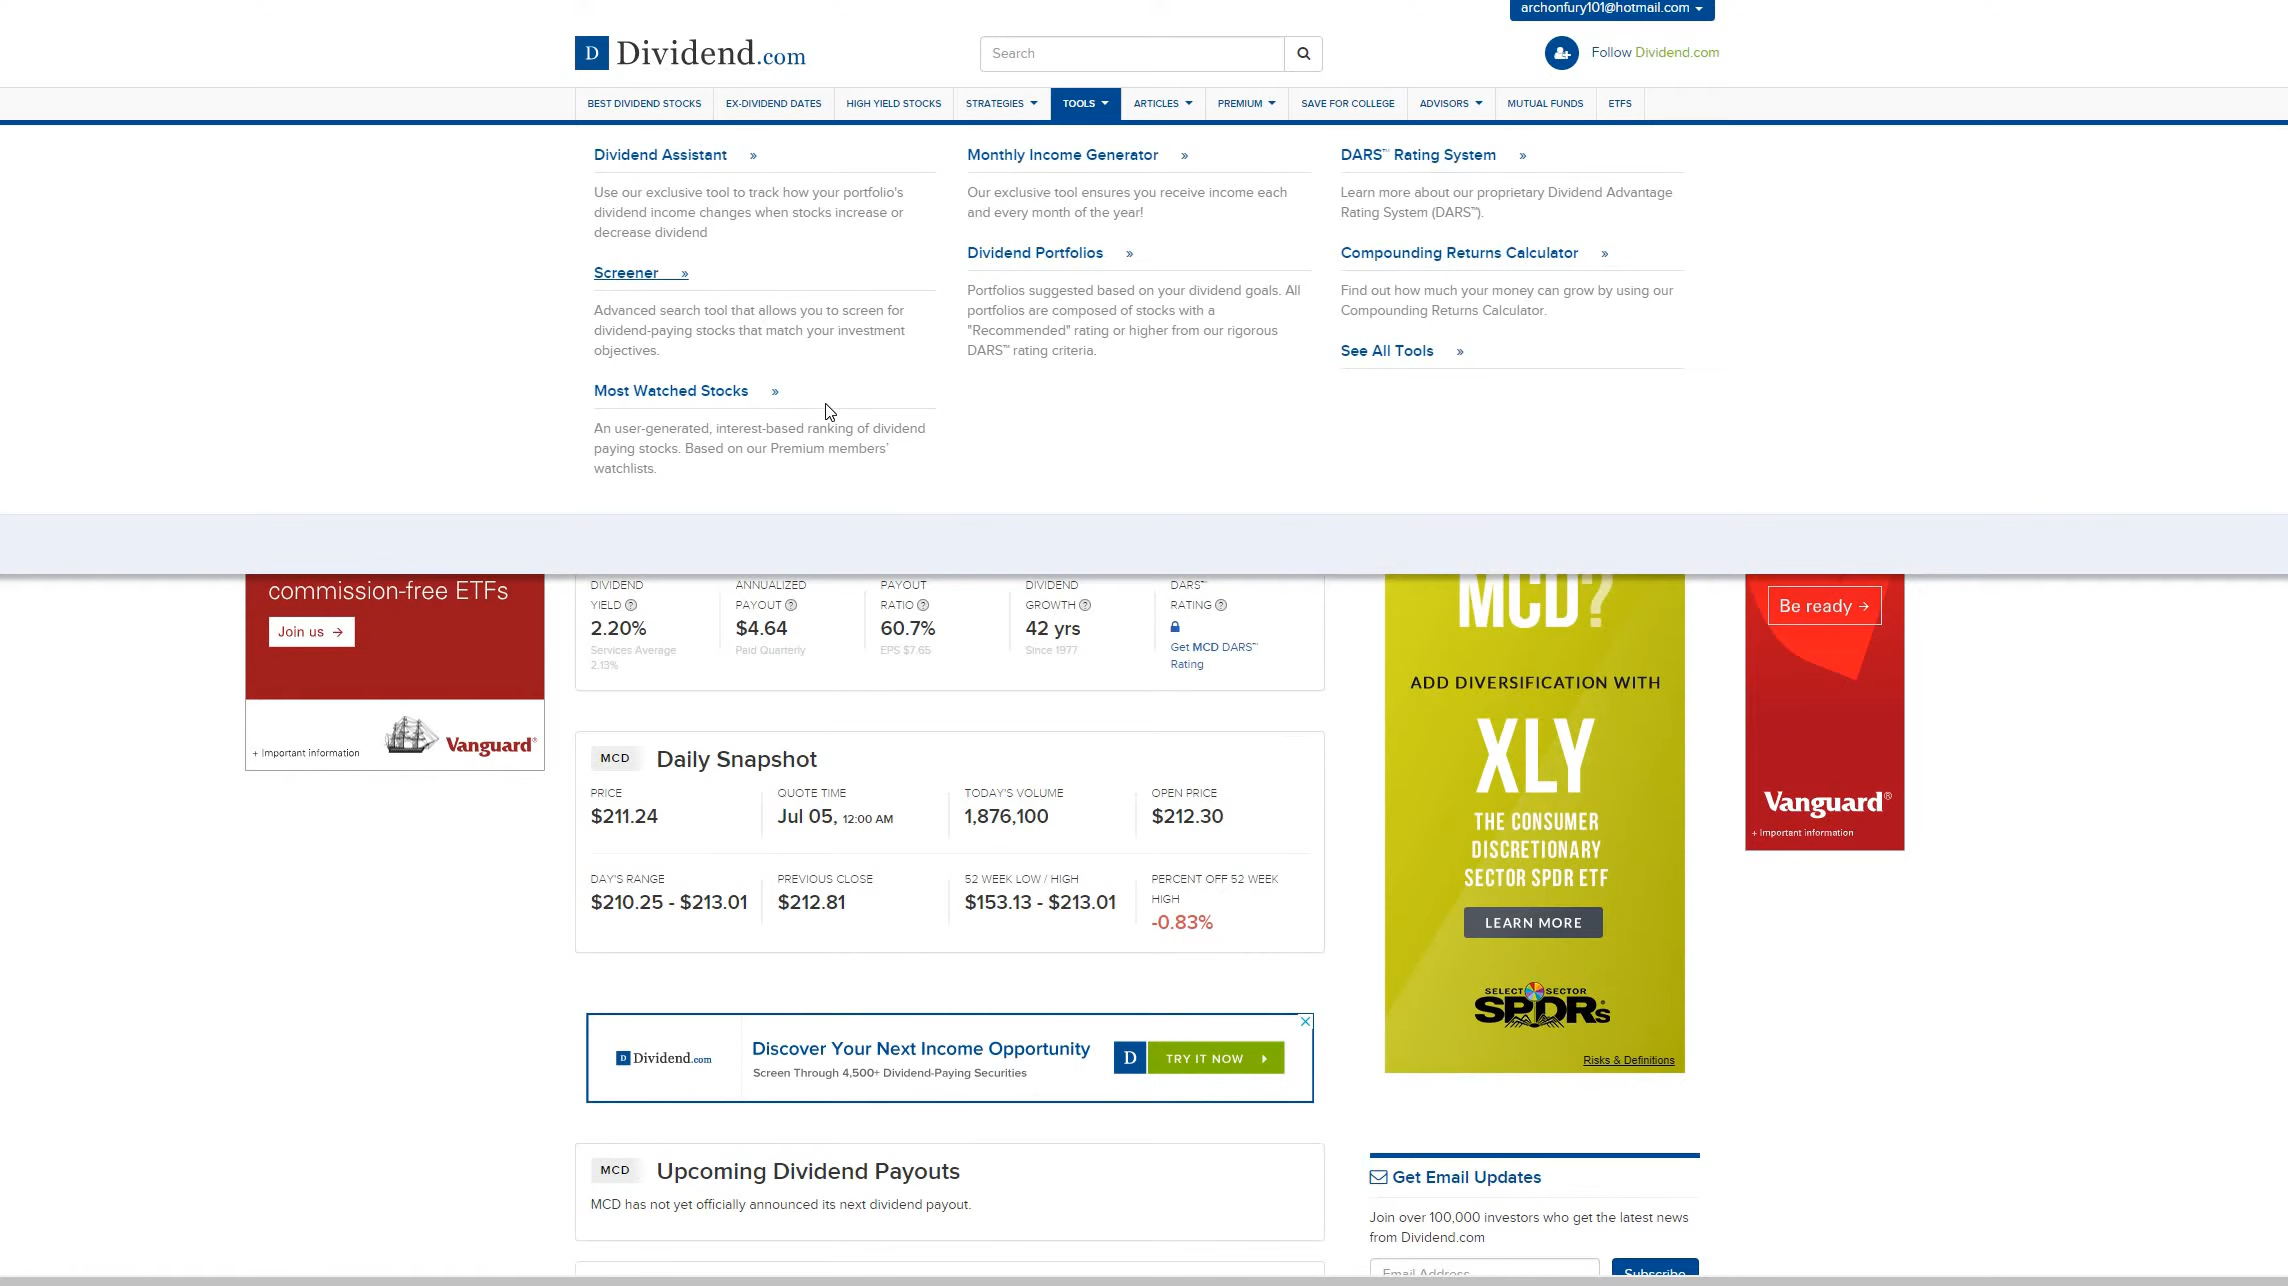 archonfury101@hotmail.com
D Dividend.com
Search
Follow Dividend.com
BEST DIVIDEND STOCKS
EX-DIVIDEND DATES
HIGH YIELD STOCKS
STRATEGIES
TOOLS
ARTICLES
PREMIUM
SAVE FOR COLLEGE
ADVISORS
MUTUAL FUNDS
ETFS
Dividend Assistant »
Use our exclusive tool to track how your portfolio's
dividend income changes when stocks increase or
decrease dividend
Screener »
Advanced search tool that allows you to screen for
dividend-paying stocks that match your investment
objectives.
Most Watched Stocks »
An user-generated, interest-based ranking of dividend
paying stocks. Based on our Premium members'
watchlists.
Monthly Income Generator »
Our exclusive tool ensures you receive income each
and every month of the year!
Dividend Portfolios »
Portfolios suggested based on your dividend goals. All
portfolios are composed of stocks with a
"Recommended" rating or higher from our rigorous
DARS™ rating criteria.
DARS™ Rating System »
Learn more about our proprietary Dividend Advantage
Rating System (DARS™).
Compounding Returns Calculator »
Find out how much your money can grow by using our
Compounding Returns Calculator.
See All Tools »
commission-free ETFs
Join us →
+ Important information
Vanguard®
DIVIDEND
YIELD ?
2.20%
Services Average
2.13%
ANNUALIZED
PAYOUT ?
$4.64
Paid Quarterly
PAYOUT
RATIO ?
60.7%
EPS $7.65
DIVIDEND
GROWTH ?
42 yrs
Since 1977
DARS™
RATING ?
Get MCD DARS™
Rating
MCD Daily Snapshot
PRICE
$211.24
QUOTE TIME
Jul 05, 12:00 AM
TODAY'S VOLUME
1,876,100
OPEN PRICE
$212.30
DAY'S RANGE
$210.25 - $213.01
PREVIOUS CLOSE
$212.81
52 WEEK LOW / HIGH
$153.13 - $213.01
PERCENT OFF 52 WEEK
HIGH
-0.83%
D Dividend.com
Discover Your Next Income Opportunity
Screen Through 4,500+ Dividend-Paying Securities
D TRY IT NOW
MCD Upcoming Dividend Payouts
MCD has not yet officially announced its next dividend payout.
MCD?
ADD DIVERSIFICATION WITH
XLY
THE CONSUMER
DISCRETIONARY
SECTOR SPDR ETF
LEARN MORE
SELECT SECTOR
SPDRs
Risks & Definitions
Be ready →
Vanguard®
+ Important information
Get Email Updates
Join over 100,000 investors who get the latest news
from Dividend.com
Email Address
Subscribe